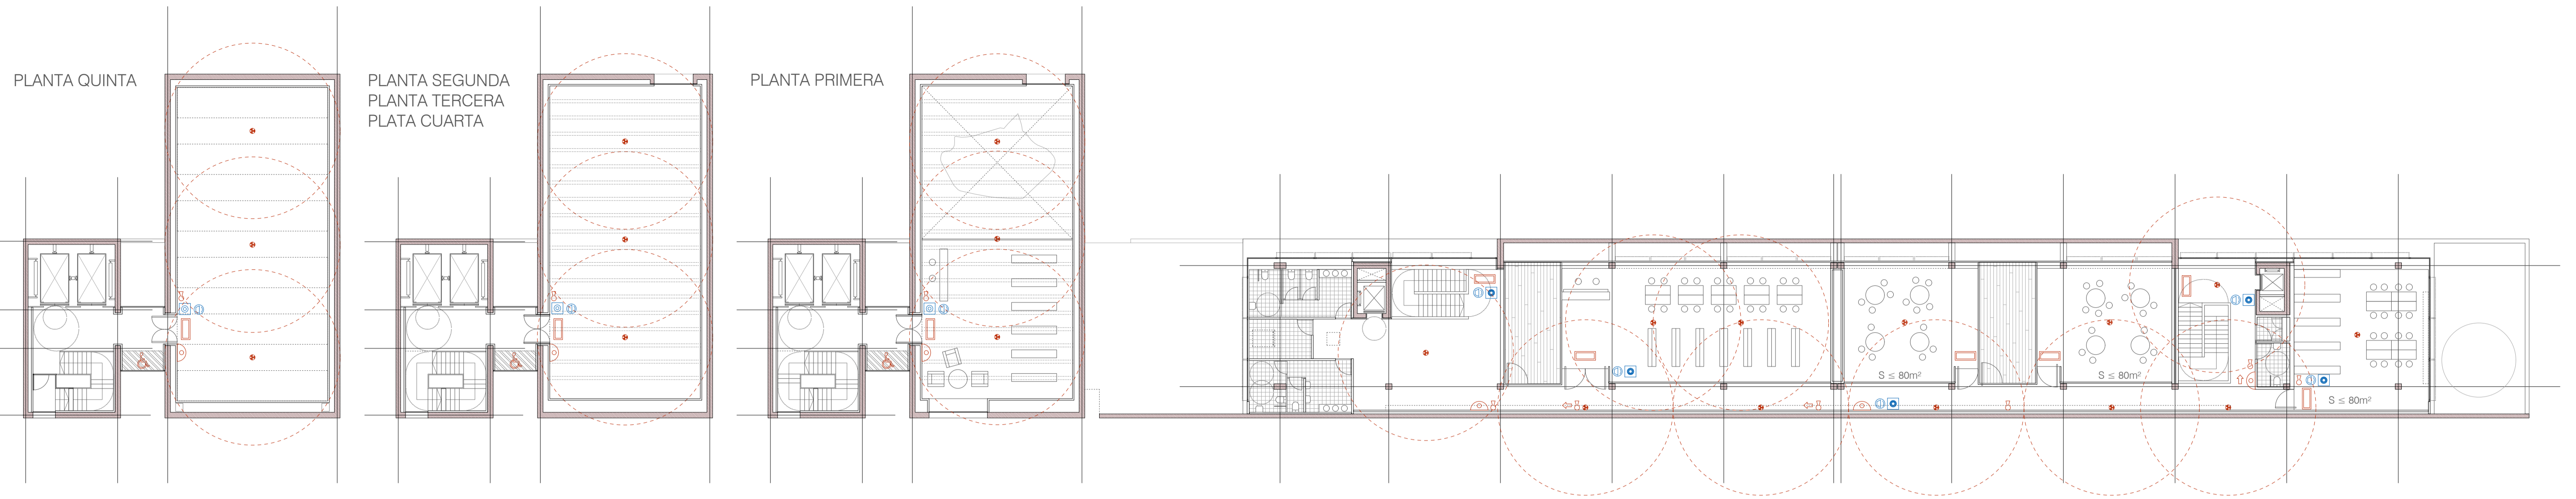 PLANTA QUINTA
PLANTA SEGUNDA
PLANTA TERCERA
PLATA CUARTA
PLANTA PRIMERA
S ≤ 80m²
S ≤ 80m²
S ≤ 80m²